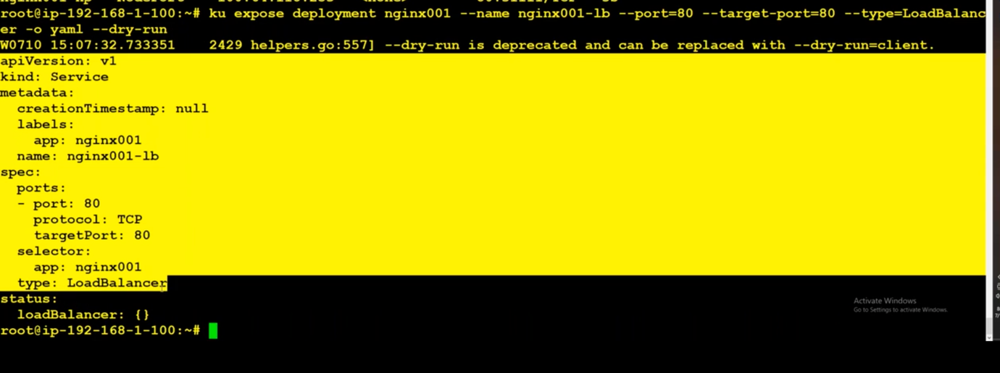 root@ip-192-168-1-100:~# ku expose deployment nginx001 --name nginx001-lb --port=80 --target-port=80 --type=LoadBalanc
er -o yaml --dry-run
W0710 15:07:32.733351    2429 helpers.go:557] --dry-run is deprecated and can be replaced with --dry-run=client.
apiVersion: v1
kind: Service
metadata:
  creationTimestamp: null
  labels:
    app: nginx001
  name: nginx001-lb
spec:
  ports:
  - port: 80
    protocol: TCP
    targetPort: 80
  selector:
    app: nginx001
  type: LoadBalancer
status:
  loadBalancer: {}
root@ip-192-168-1-100:~#
Activate Windows
Go to Settings to activate Windows.